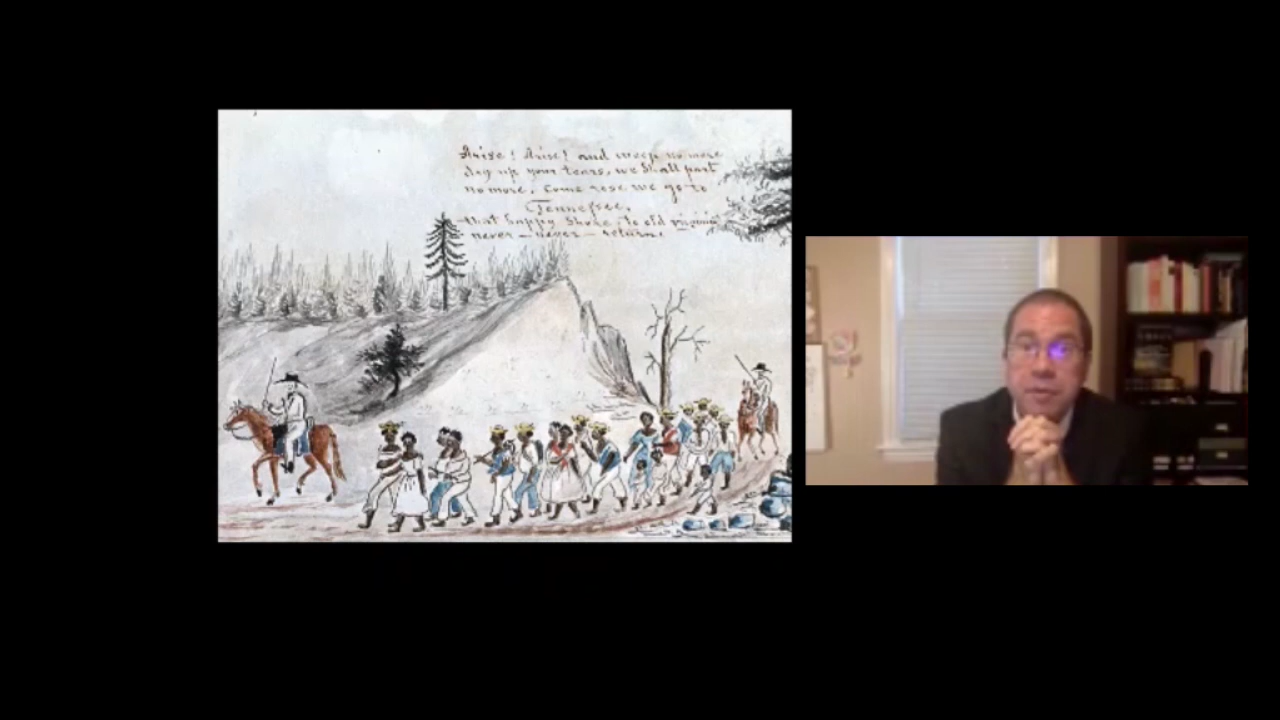 Arise! Arise! and weep no more
dry up your tears, we shall part
no more, Come rose we go to
Tennessee,
that happy shore, to old virginia
never – never – return.